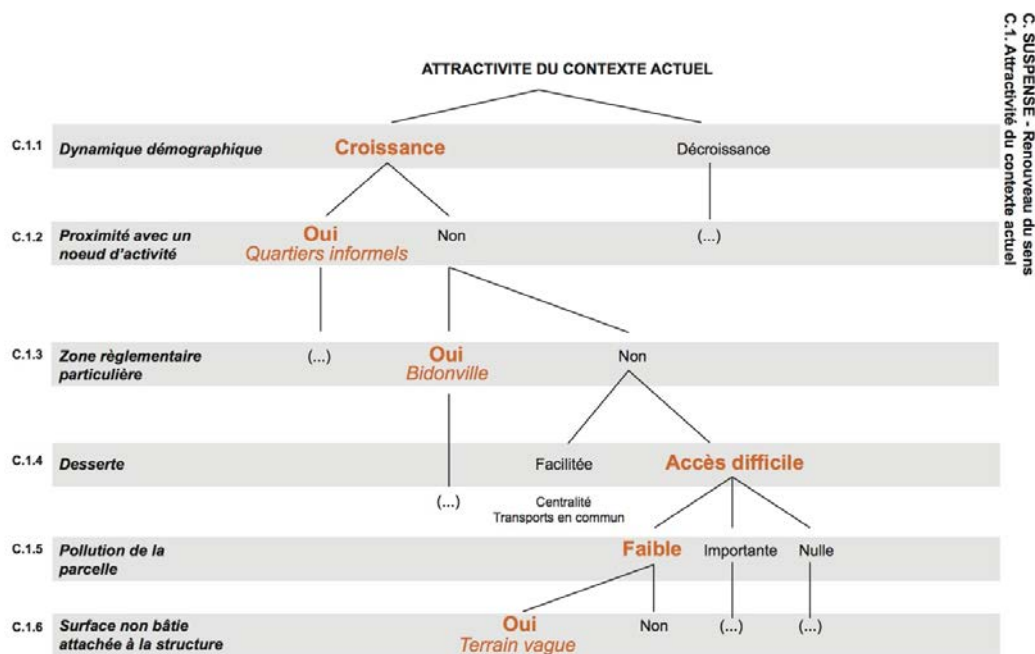 C. SUSPENSE - Renouveau du sens
C.1. Attractivité du contexte actuel
ATTRACTIVITE DU CONTEXTE ACTUEL
C.1.1 Dynamique démographique Croissance Décroissance
C.1.2 Proximité avec un Oui Non (...)
noeud d'activité Quartiers informels
C.1.3 Zone règlementaire (...) Oui Non
particulière Bidonville
C.1.4 Desserte Facilitée Accès difficile
(...) Centralité
Transports en commun
C.1.5 Pollution de la Faible Importante Nulle
parcelle
C.1.6 Surface non bâtie Oui Non (...) (...)
attachée à la structure Terrain vague